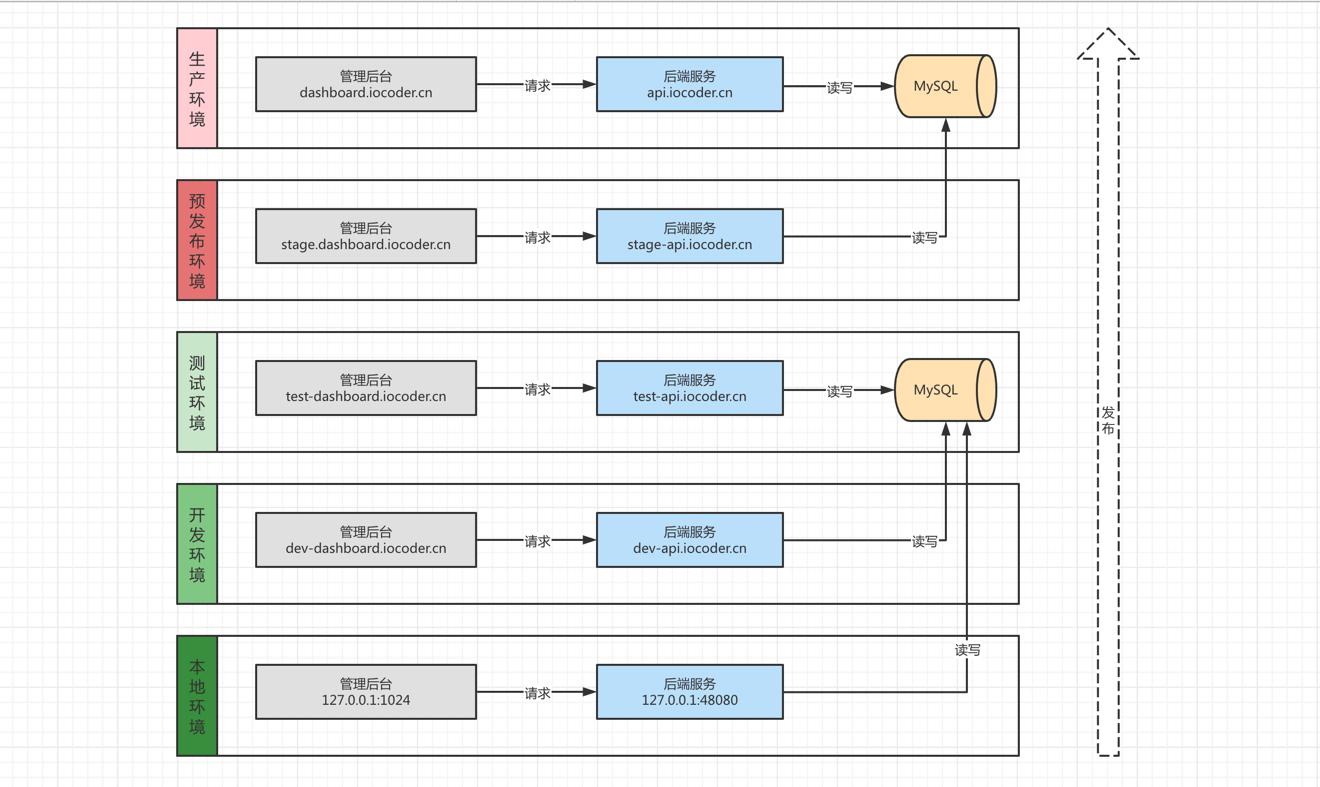 生产环境
管理后台
dashboard.iocoder.cn
请求
后端服务
api.iocoder.cn
读写
MySQL
预发布环境
管理后台
stage.dashboard.iocoder.cn
请求
后端服务
stage-api.iocoder.cn
读写
测试环境
管理后台
test-dashboard.iocoder.cn
请求
后端服务
test-api.iocoder.cn
读写
MySQL
发布
开发环境
管理后台
dev-dashboard.iocoder.cn
请求
后端服务
dev-api.iocoder.cn
读写
本地环境
管理后台
127.0.0.1:1024
请求
后端服务
127.0.0.1:48080
读写